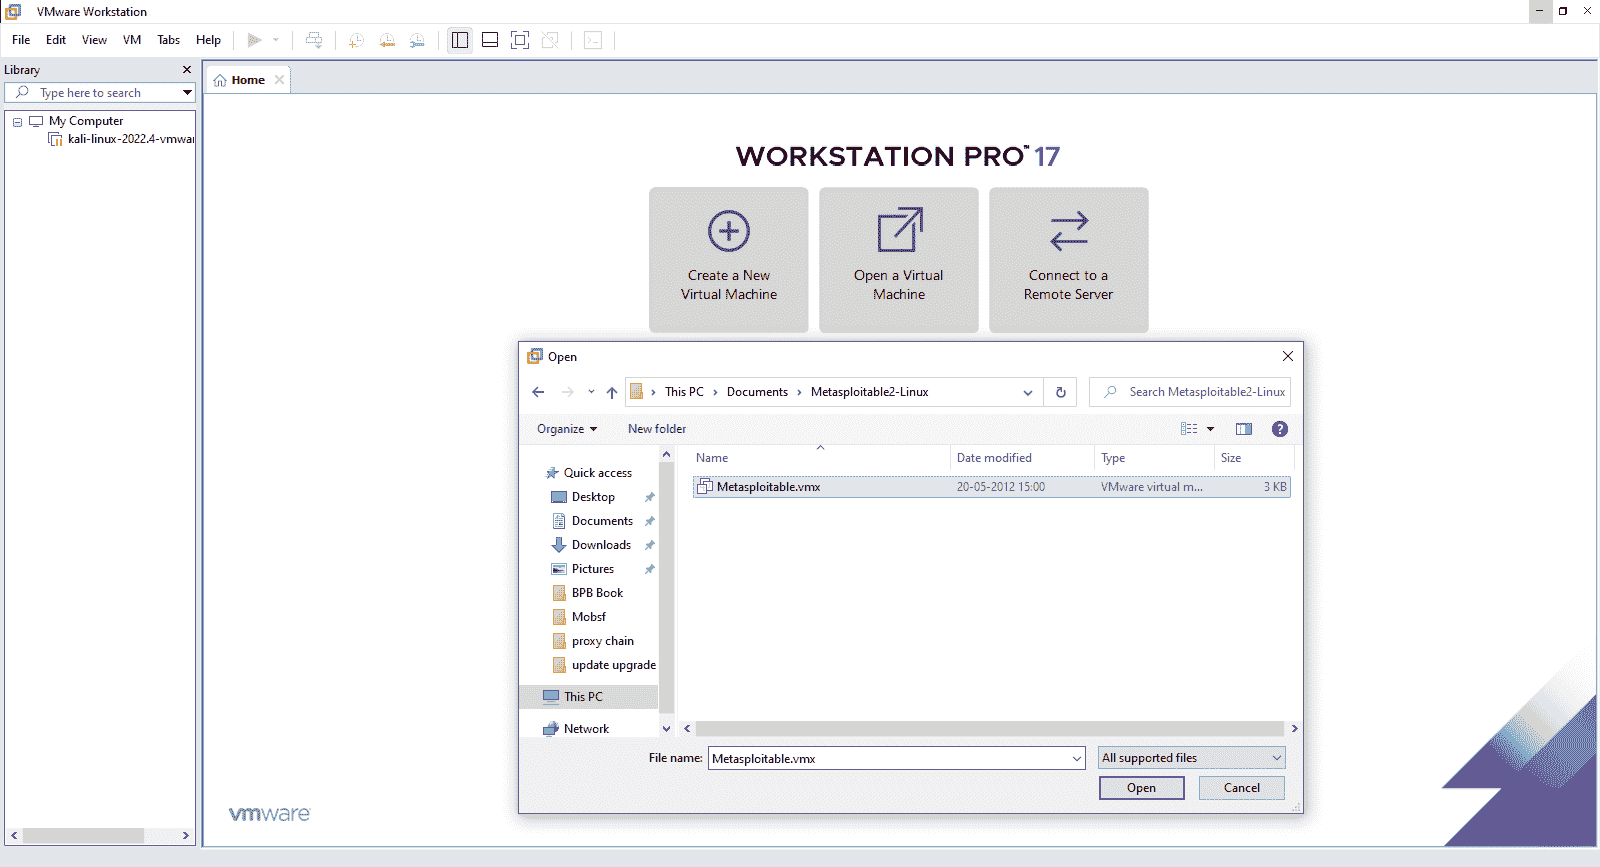 VMware Workstation
File Edit View VM Tabs Help
Library
Type here to search
My Computer
kali-linux-2022.4-vmwar
Home
WORKSTATION PRO™ 17
Create a New
Virtual Machine
Open a Virtual
Machine
Connect to a
Remote Server
Open
This PC › Documents › Metasploitable2-Linux
Search Metasploitable2-Linux
Organize New folder
Name Date modified Type Size
Metasploitable.vmx 20-05-2012 15:00 VMware virtual m... 3 KB
Quick access
Desktop
Documents
Downloads
Pictures
BPB Book
Mobsf
proxy chain
update upgrade
This PC
Network
File name: Metasploitable.vmx All supported files
Open Cancel
vmware